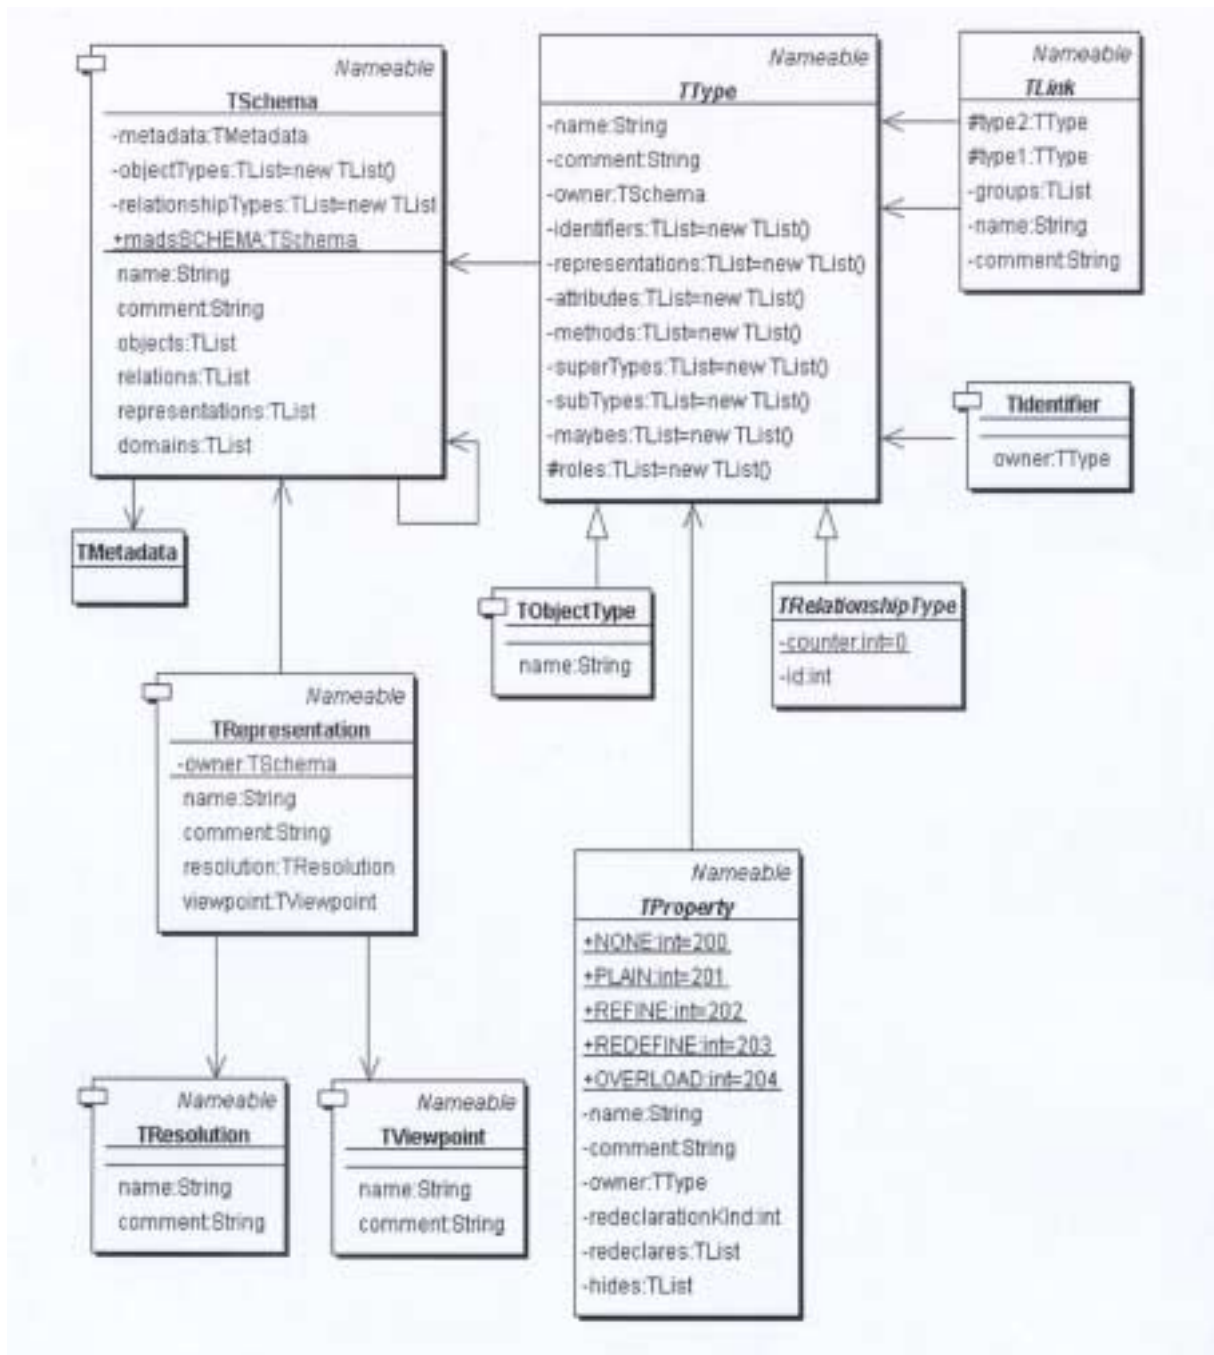 Nameable
TSchema
-metadata:TMetadata
-objectTypes:TList=new TList()
-relationshipTypes:TList=new TList
+madsSCHEMA:TSchema
name:String
comment:String
objects:TList
relations:TList
representations:TList
domains:TList
TMetadata
Nameable
TType
-name:String
-comment:String
-owner:TSchema
-identifiers:TList=new TList()
-representations:TList=new TList()
-attributes:TList=new TList()
-methods:TList=new TList()
-superTypes:TList=new TList()
-subTypes:TList=new TList()
-maybes:TList=new TList()
#roles:TList=new TList()
Nameable
TLink
#type2:TType
#type1:TType
-groups:TList
-name:String
-comment:String
TIdentifier
owner:TType
TObjectType
name:String
TRelationshipType
-counter:int=0
-id:int
Nameable
TRepresentation
-owner:TSchema
name:String
comment:String
resolution:TResolution
viewpoint:TViewpoint
Nameable
TResolution
name:String
comment:String
Nameable
TViewpoint
name:String
comment:String
Nameable
TProperty
+NONE:int=200
+PLAIN:int=201
+REFINE:int=202
+REDEFINE:int=203
+OVERLOAD:int=204
-name:String
-comment:String
-owner:TType
-redeclarationKind:int
-redeclares:TList
-hides:TList